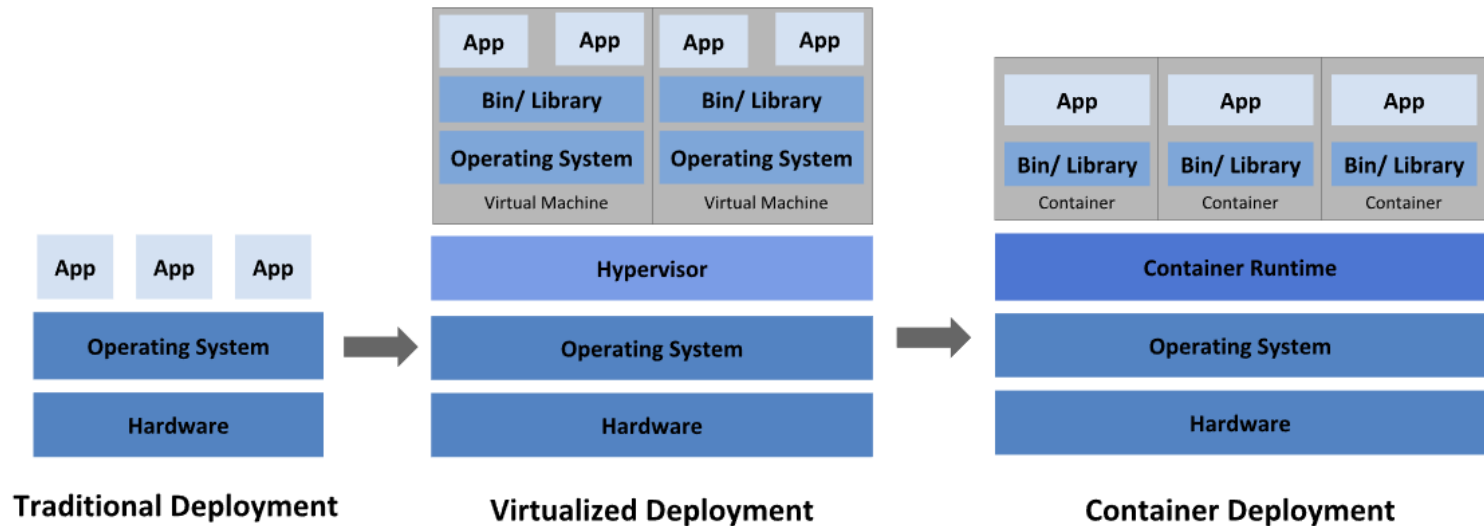 App
App
App
Operating System
Hardware
Traditional Deployment
App
App
App
App
Bin/ Library
Bin/ Library
Operating System
Operating System
Virtual Machine
Virtual Machine
Hypervisor
Operating System
Hardware
Virtualized Deployment
App
App
App
Bin/ Library
Bin/ Library
Bin/ Library
Container
Container
Container
Container Runtime
Operating System
Hardware
Container Deployment